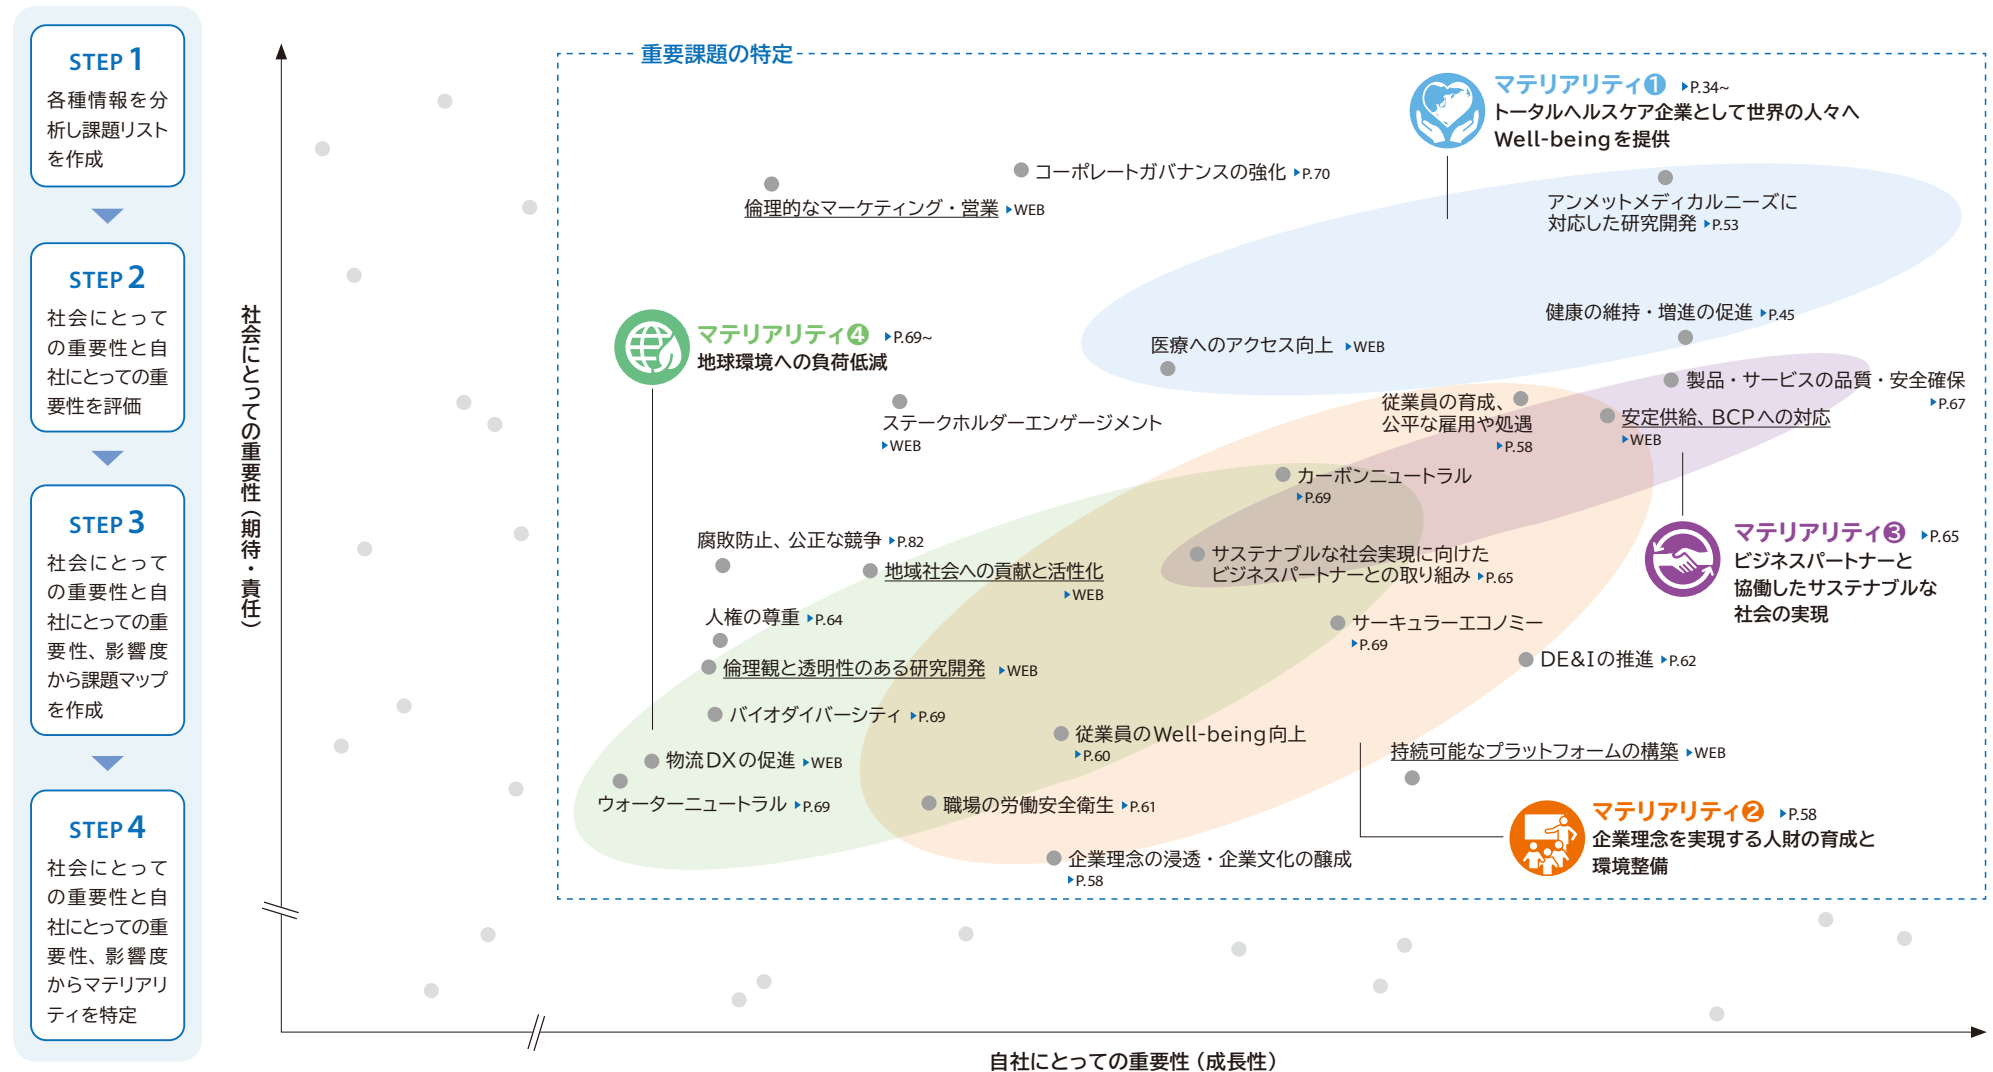 STEP 1
各種情報を分
析し課題リスト
を作成
STEP 2
社会にとって
の重要性と自
社にとっての重
要性を評価
STEP 3
社会にとって
の重要性と自
社にとっての重
要性、影響度
から課題マップ
を作成
STEP 4
社会にとって
の重要性と自
社にとっての重
要性、影響度
からマテリアリ
ティを特定
社会にとっての重要性（期待・責任）
重要課題の特定
マテリアリティ❶ ▶P.34~
トータルヘルスケア企業として世界の人々へ
Well-beingを提供
コーポレートガバナンスの強化 ▶P.70
倫理的なマーケティング・営業 ▶WEB
アンメットメディカルニーズに
対応した研究開発 ▶P.53
健康の維持・増進の促進 ▶P.45
マテリアリティ❹ ▶P.69~
地球環境への負荷低減
医療へのアクセス向上 ▶WEB
製品・サービスの品質・安全確保
▶P.67
ステークホルダーエンゲージメント
▶WEB
従業員の育成、
公平な雇用や処遇
▶P.58
安定供給、BCPへの対応
▶WEB
カーボンニュートラル
▶P.69
マテリアリティ❸ ▶P.65
ビジネスパートナーと
協働したサステナブルな
社会の実現
腐敗防止、公正な競争 ▶P.82
地域社会への貢献と活性化
▶WEB
サステナブルな社会実現に向けた
ビジネスパートナーとの取り組み ▶P.65
人権の尊重 ▶P.64
サーキュラーエコノミー
▶P.69
倫理観と透明性のある研究開発 ▶WEB
DE&Iの推進 ▶P.62
バイオダイバーシティ ▶P.69
従業員のWell-being向上
▶P.60
物流DXの促進 ▶WEB
持続可能なプラットフォームの構築 ▶WEB
ウォーターニュートラル ▶P.69
職場の労働安全衛生 ▶P.61
マテリアリティ❷ ▶P.58
企業理念を実現する人財の育成と
環境整備
企業理念の浸透・企業文化の醸成
▶P.58
自社にとっての重要性（成長性）